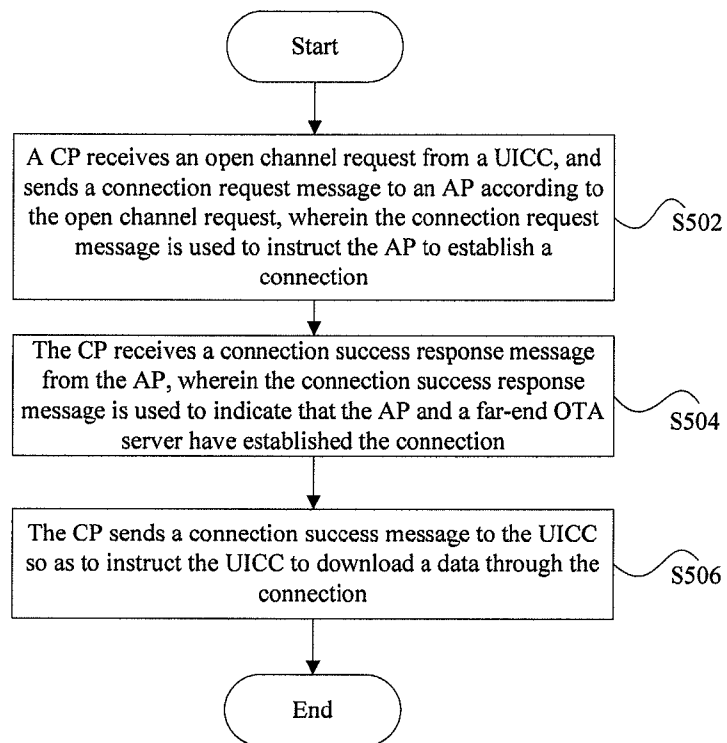 Start
A CP receives an open channel request from a UICC, and
sends a connection request message to an AP according to
the open channel request, wherein the connection request
message is used to instruct the AP to establish a
connection
S502
The CP receives a connection success response message
from the AP, wherein the connection success response
message is used to indicate that the AP and a far-end OTA
server have established the connection
S504
The CP sends a connection success message to the UICC
so as to instruct the UICC to download a data through the
connection
S506
End